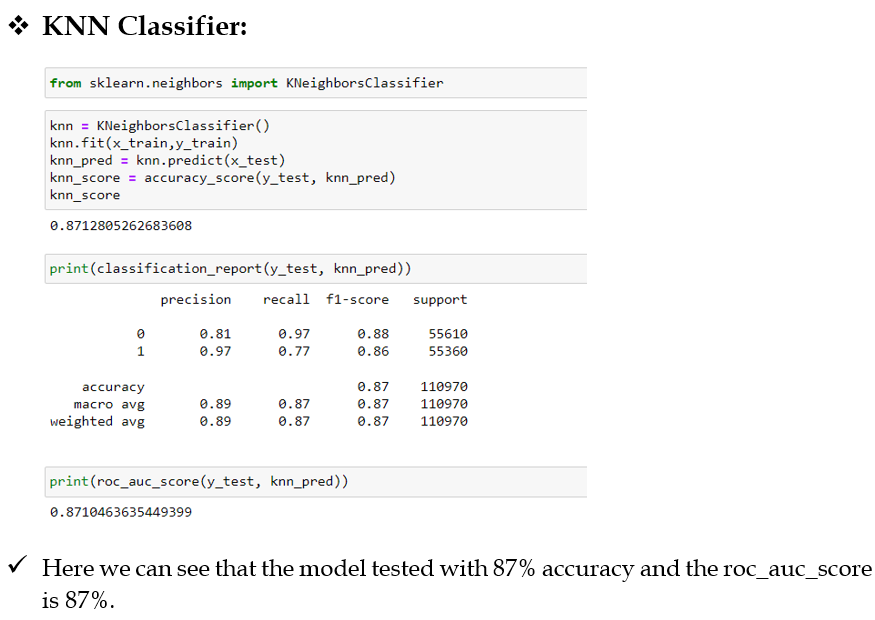 ❖ KNN Classifier:
from sklearn.neighbors import KNeighborsClassifier
knn = KNeighborsClassifier()
knn.fit(x_train,y_train)
knn_pred = knn.predict(x_test)
knn_score = accuracy_score(y_test, knn_pred)
knn_score
0.8712805262683608
print(classification_report(y_test, knn_pred))
precision recall f1-score support
0 0.81 0.97 0.88 55610
1 0.97 0.77 0.86 55360
accuracy 0.87 110970
macro avg 0.89 0.87 0.87 110970
weighted avg 0.89 0.87 0.87 110970
print(roc_auc_score(y_test, knn_pred))
0.8710463635449399
✓ Here we can see that the model tested with 87% accuracy and the roc_auc_score
is 87%.